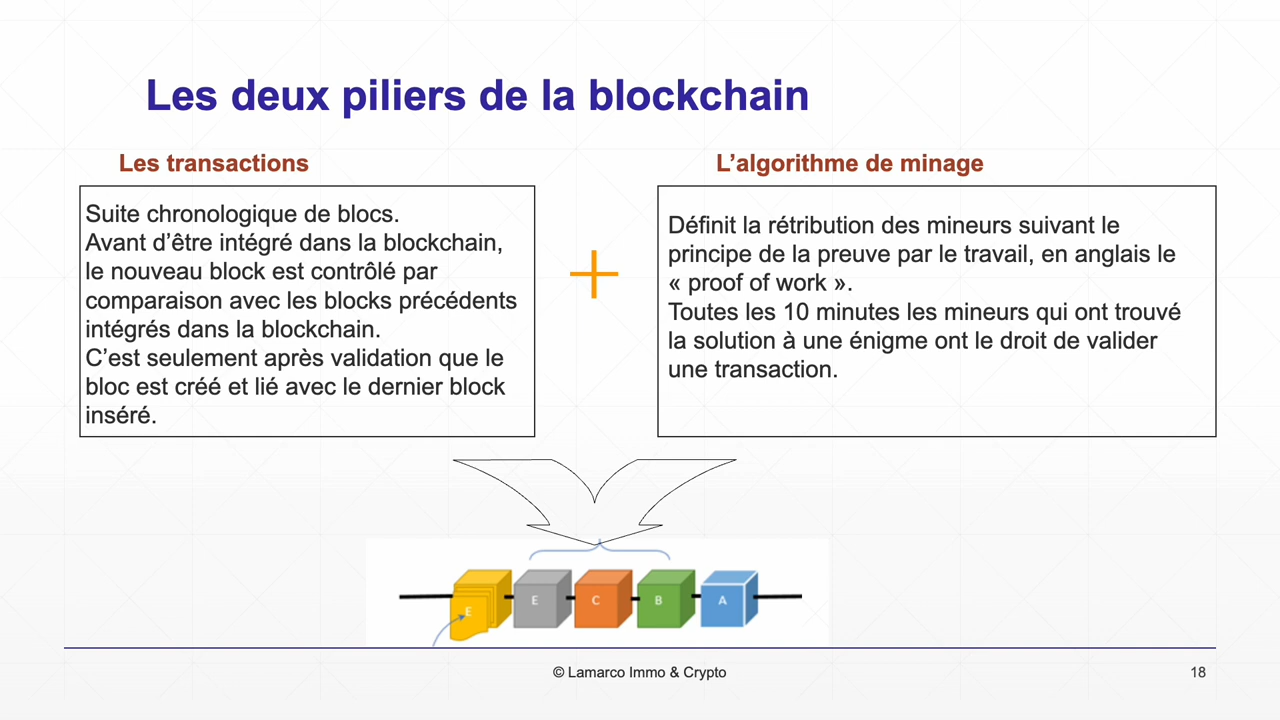 Les deux piliers de la blockchain
Les transactions
Suite chronologique de blocs.
Avant d’être intégré dans la blockchain,
le nouveau block est contrôlé par
comparaison avec les blocks précédents
intégrés dans la blockchain.
C’est seulement après validation que le
bloc est créé et lié avec le dernier block
inséré.
L’algorithme de minage
Définit la rétribution des mineurs suivant le
principe de la preuve par le travail, en anglais le
« proof of work ».
Toutes les 10 minutes les mineurs qui ont trouvé
la solution à une énigme ont le droit de valider
une transaction.
E E C B A
© Lamarco Immo & Crypto
18